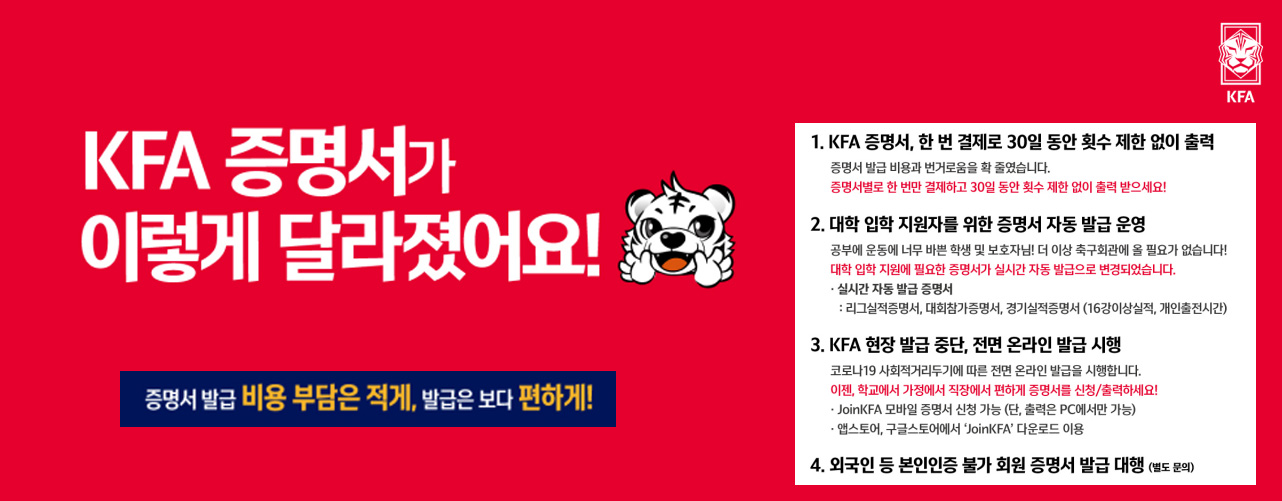 KFA 증명서가
이렇게 달라졌어요!
증명서 발급 비용 부담은 적게, 발급은 보다 편하게!
KFA
1. KFA 증명서, 한 번 결제로 30일 동안 횟수 제한 없이 출력
증명서 발급 비용과 번거로움을 확 줄였습니다.
증명서별로 한 번만 결제하고 30일 동안 횟수 제한 없이 출력 받으세요!
2. 대학 입학 지원자를 위한 증명서 자동 발급 운영
공부에 운동에 너무 바쁜 학생 및 보호자님! 더 이상 축구회관에 올 필요가 없습니다!
대학 입학 지원에 필요한 증명서가 실시간 자동 발급으로 변경되었습니다.
· 실시간 자동 발급 증명서
: 리그실적증명서, 대회참가증명서, 경기실적증명서 (16강이상실적, 개인출전시간)
3. KFA 현장 발급 중단, 전면 온라인 발급 시행
코로나19 사회적거리두기에 따른 전면 온라인 발급을 시행합니다.
이젠, 학교에서 가정에서 직장에서 편하게 증명서를 신청/출력하세요!
· JoinKFA 모바일 증명서 신청 가능 (단, 출력은 PC에서만 가능)
· 앱스토어, 구글스토어에서 ‘JoinKFA’ 다운로드 이용
4. 외국인 등 본인인증 불가 회원 증명서 발급 대행 (별도 문의)